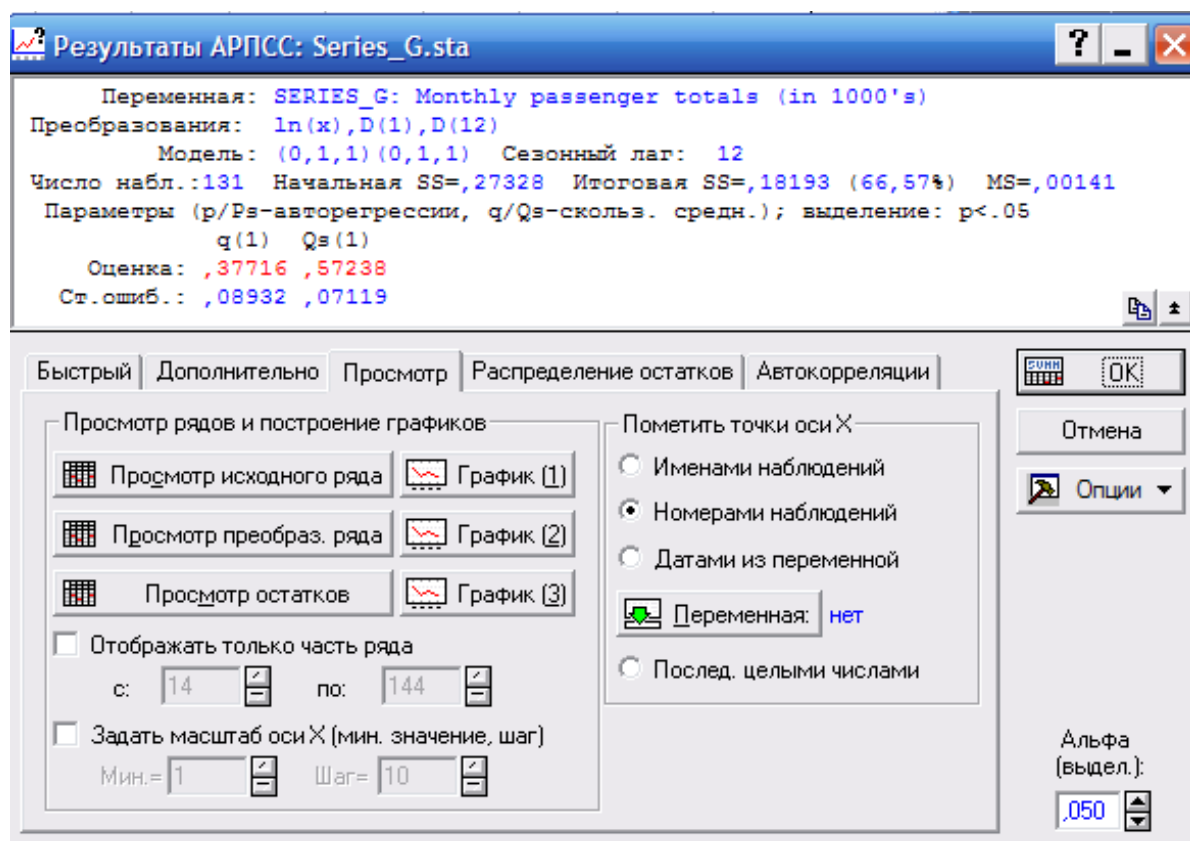 Результаты АРПСС: Series_G.sta
Переменная: SERIES_G: Monthly passenger totals (in 1000's)
Преобразования: ln(x),D(1),D(12)
Модель: (0,1,1)(0,1,1) Сезонный лаг: 12
Число набл.:131 Начальная SS=,27328 Итоговая SS=,18193 (66,57%) MS=,00141
Параметры (p/Ps-авторегрессии, q/Qs-скольз. средн.); выделение: p<.05
q(1) Qs(1)
Оценка: ,37716 ,57238
Ст.ошиб.: ,08932 ,07119
Быстрый Дополнительно Просмотр Распределение остатков Автокорреляции
Просмотр рядов и построение графиков
Просмотр исходного ряда График (1)
Просмотр преобраз. ряда График (2)
Просмотр остатков График (3)
Отображать только часть ряда
с: 14 по: 144
Задать масштаб оси X (мин. значение, шаг)
Мин.= 1 Шаг= 10
Пометить точки оси X
Именами наблюдений
Номерами наблюдений
Датами из переменной
Переменная: нет
Послед. целыми числами
SUMM OK
Отмена
Опции
Альфа
(выдел.):
,050